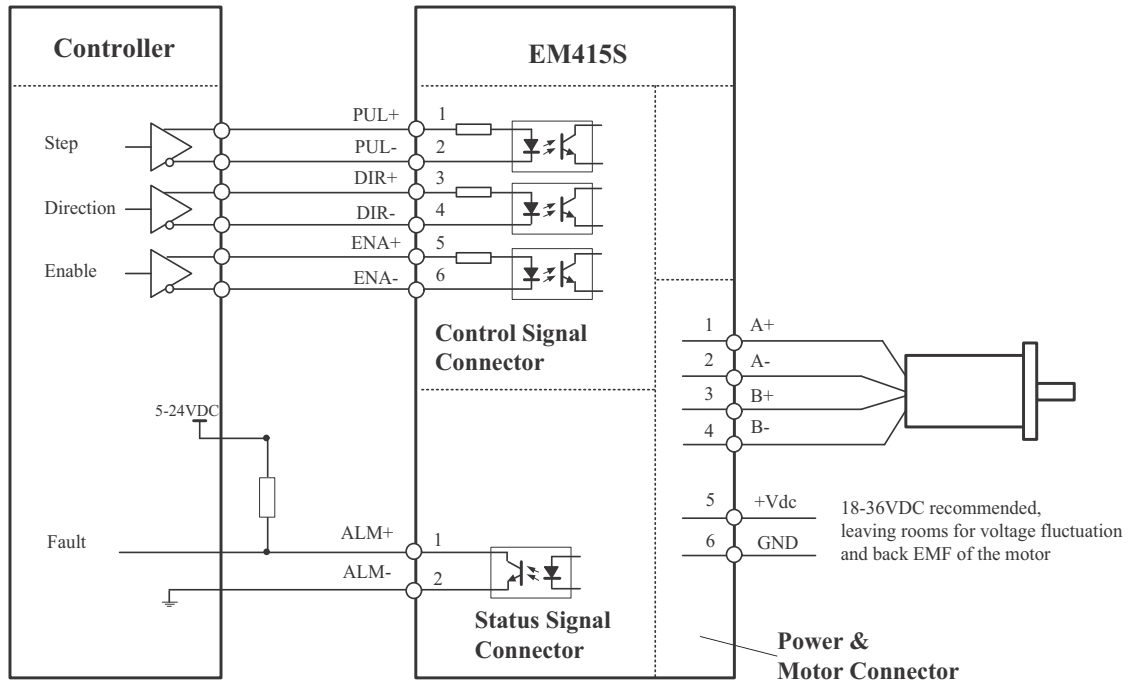 Controller
EM415S
Step
PUL+
1
PUL-
2
Direction
DIR+
3
DIR-
4
Enable
ENA+
5
ENA-
6
Control Signal
Connector
1
A+
2
A-
3
B+
4
B-
5
+Vdc
6
GND
18-36VDC recommended,
leaving rooms for voltage fluctuation
and back EMF of the motor
5-24VDC
Fault
ALM+
1
ALM-
2
Status Signal
Connector
Power &
Motor Connector